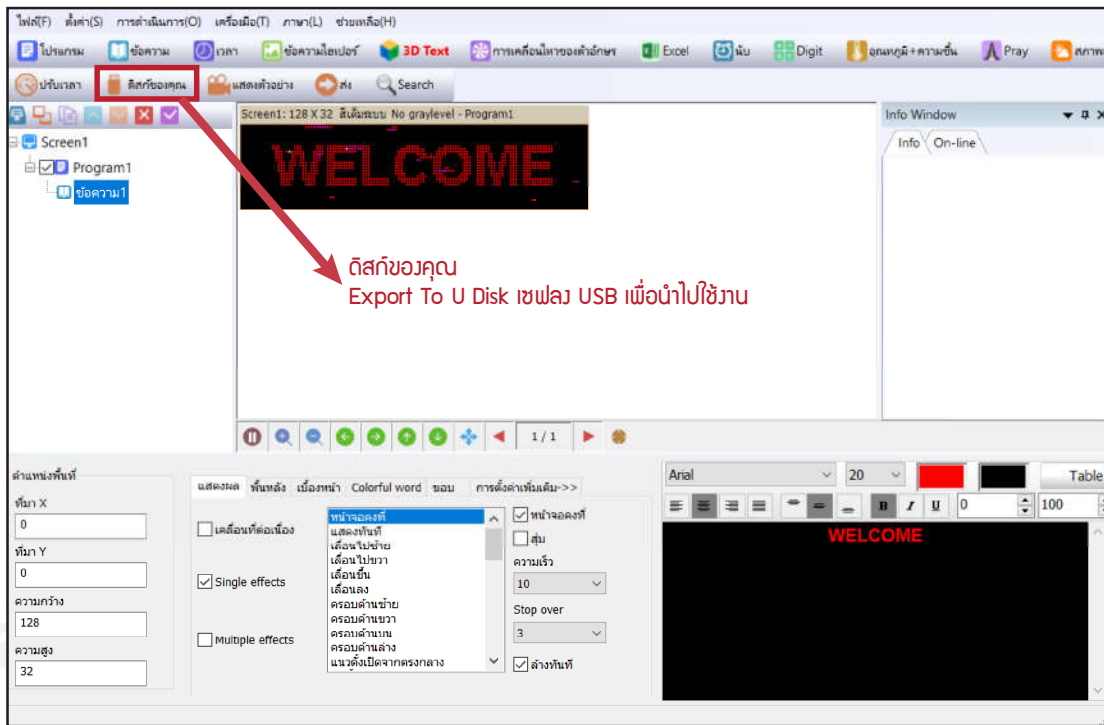 ไฟล์(F) ตั้งค่า(S) การดำเนินการ(O) เครื่องมือ(T) ภาษา(L) ช่วยเหลือ(H)
โปรแกรม ข้อความ เวลา ข้อความไฮเปอร์ 3D Text การเคลื่อนไหวของตัวอักษร Excel นับ Digit อุณหภูมิ+ความชื้น Pray
ปรับเวลา ดิสก์ของคุณ แสดงตัวอย่าง ส่ง Search
Screen1: 128 X 32 สีเต็มระบบ No graylevel - Program1
Info Window
Screen1
Info On-line
Program1
ข้อความ1
WELCOME
ดิสก์ของคุณ
Export To U Disk เซฟลง USB เพื่อนำไปใช้งาน
1 / 1
ตำแหน่งพื้นที่
แสดงผล พื้นหลัง เบื้องหน้า Colorful word ขอบ การตั้งค่าเพิ่มเติม->>
Arial 20 Table
ที่มา X
0
ที่มา Y
0
ความกว้าง
128
ความสูง
32
เคลื่อนที่ต่อเนื่อง
Single effects
Multiple effects
หน้าจอคงที่
แสดงทันที
เลื่อนไปซ้าย
เลื่อนไปขวา
เลื่อนขึ้น
เลื่อนลง
ครอบด้านซ้าย
ครอบด้านขวา
ครอบด้านบน
ครอบด้านล่าง
แนวตั้งเปิดจากตรงกลาง
หน้าจอคงที่
สุ่ม
ความเร็ว
10
Stop over
3
ล้างทันที
B I U 0 100
WELCOME